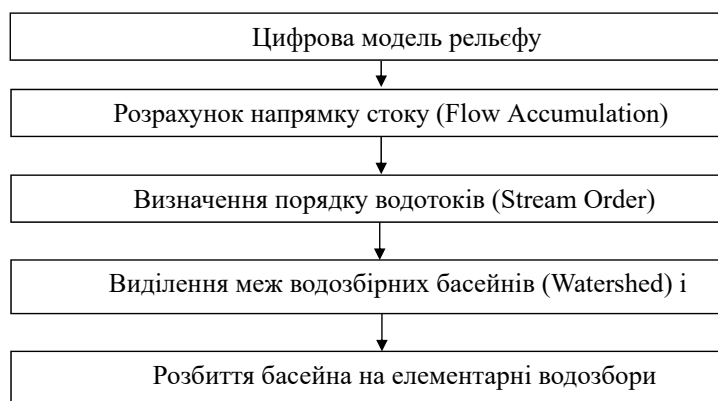 Цифрова модель рельєфу
Розрахунок напрямку стоку (Flow Accumulation)
Визначення порядку водотоків (Stream Order)
Виділення меж водозбірних басейнів (Watershed) і
Розбиття басейна на елементарні водозбори